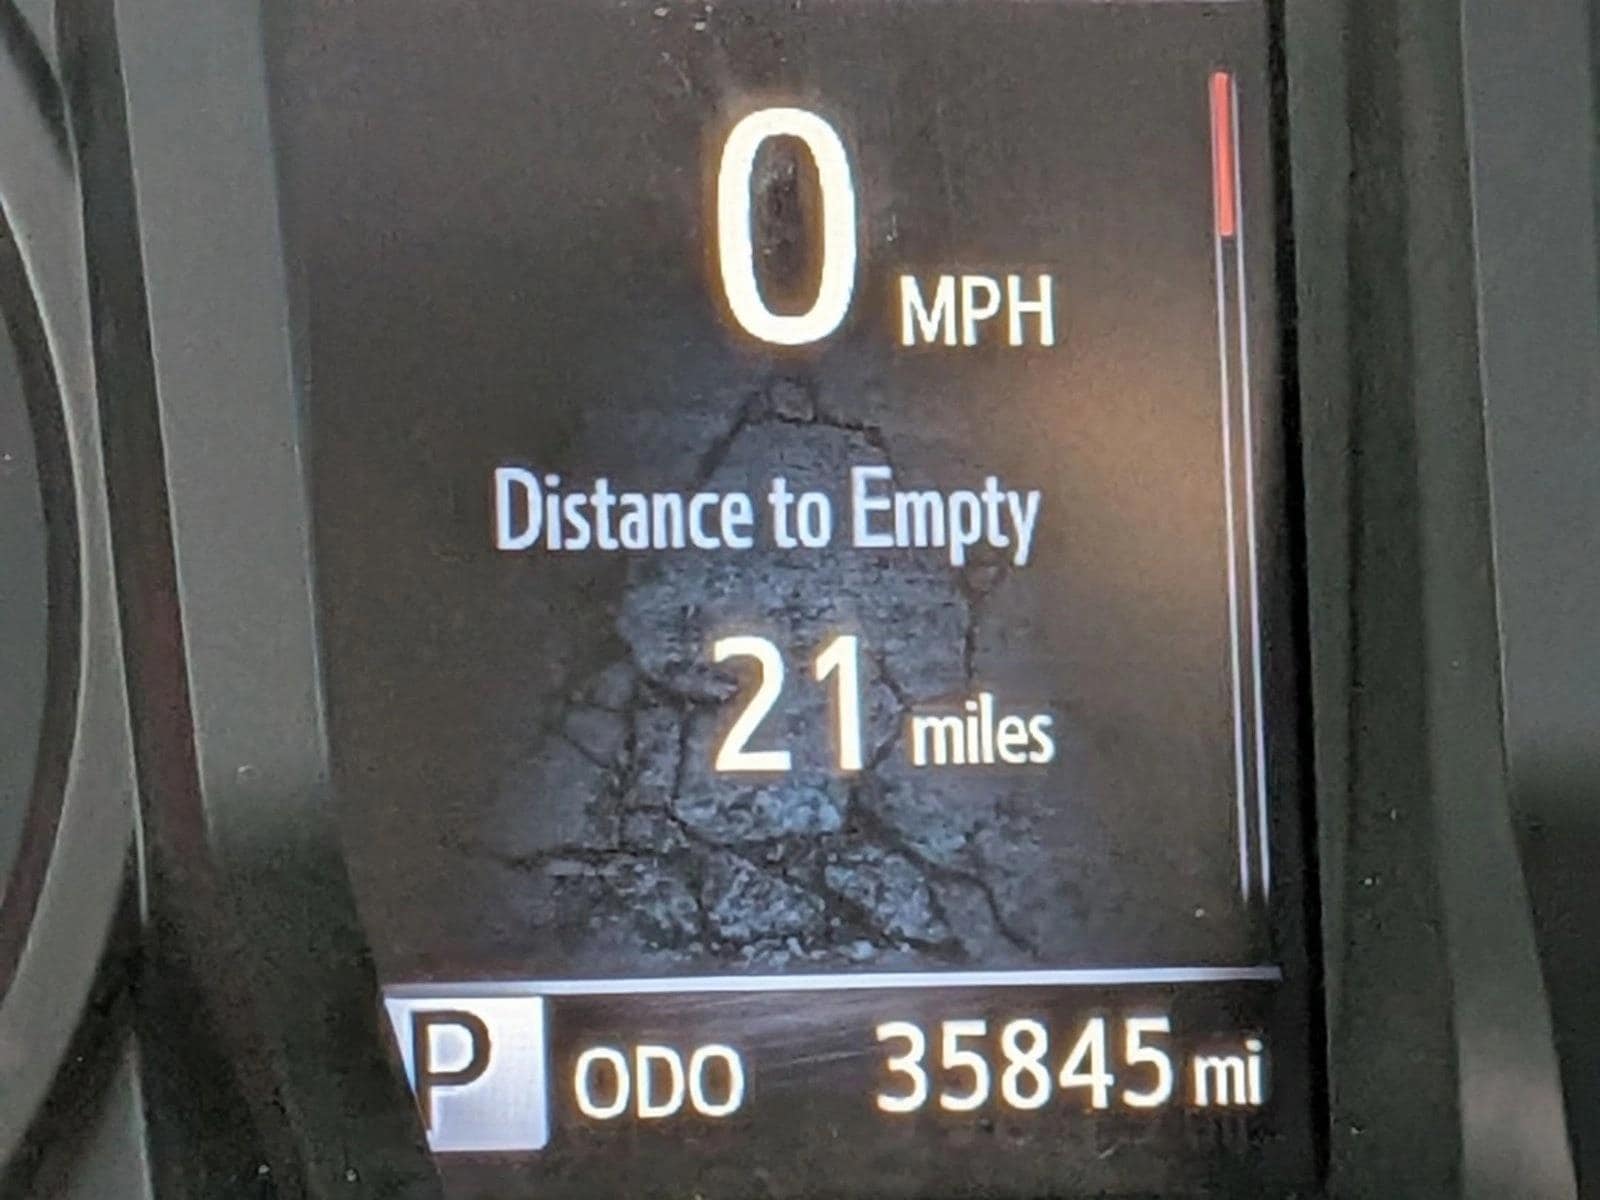 0 MPH
Distance to Empty
21 miles
P ODO 35845 mi